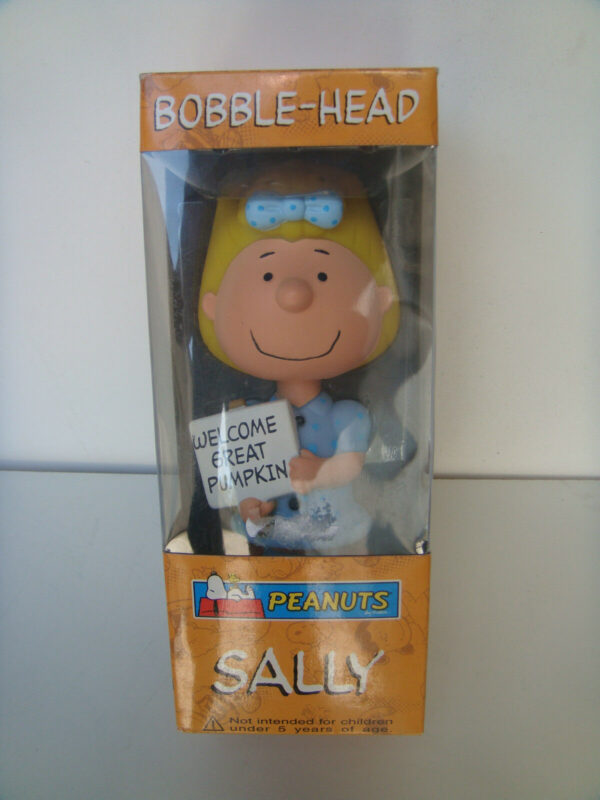 BOBBLE-HEAD
WELCOME
GREAT
PUMPKIN
PEANUTS
SALLY
Not intended for children
under 5 years of age.